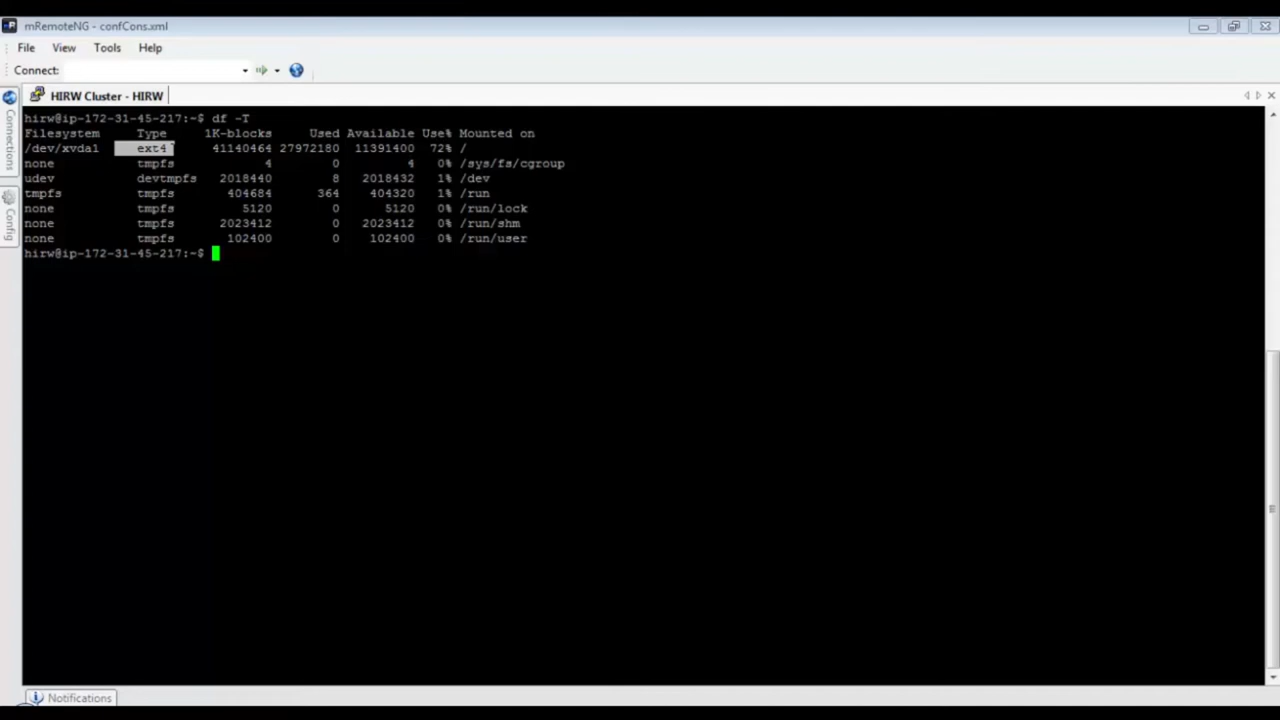 mRemoteNG - confCons.xml
File View Tools Help
Connect:
HIRW Cluster - HIRW
Connections
Config
hirw@ip-172-31-45-217:~$ df -T
Filesystem Type 1K-blocks Used Available Use% Mounted on
/dev/xvda1 ext4 41140464 27972180 11391400 72% /
none tmpfs 4 0 4 0% /sys/fs/cgroup
udev devtmpfs 2018440 8 2018432 1% /dev
tmpfs tmpfs 404684 364 404320 1% /run
none tmpfs 5120 0 5120 0% /run/lock
none tmpfs 2023412 0 2023412 0% /run/shm
none tmpfs 102400 0 102400 0% /run/user
hirw@ip-172-31-45-217:~$
Notifications